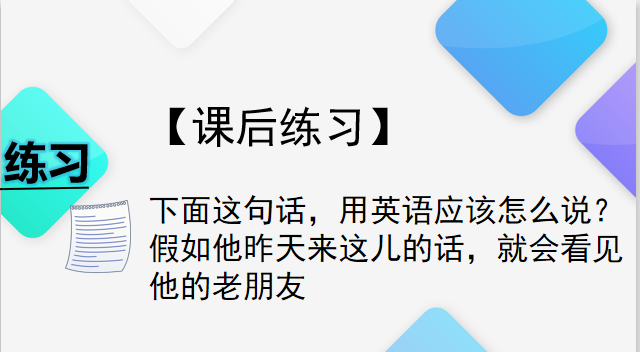 【课后练习】
练习
下面这句话，用英语应该怎么说？
假如他昨天来这儿的话，就会看见
他的老朋友